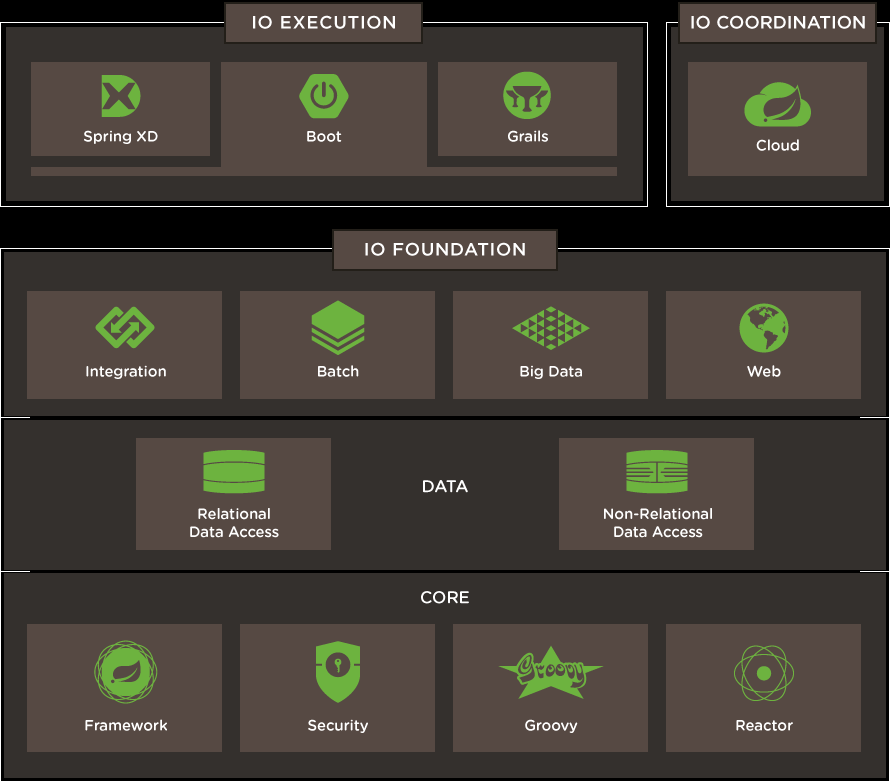 IO EXECUTION
IO COORDINATION
Spring XD
Boot
Grails
Cloud
IO FOUNDATION
Integration
Batch
Big Data
Web
Relational
Data Access
DATA
Non-Relational
Data Access
CORE
Groovy
Framework
Security
Groovy
Reactor